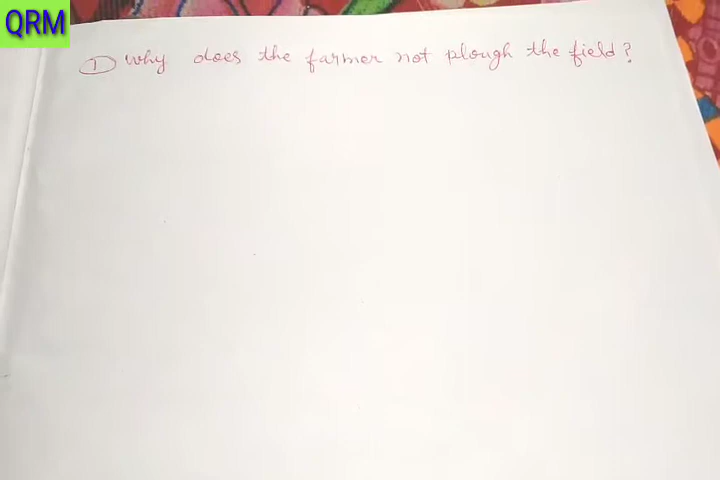 QRM
① Why does the farmer not plough the field?